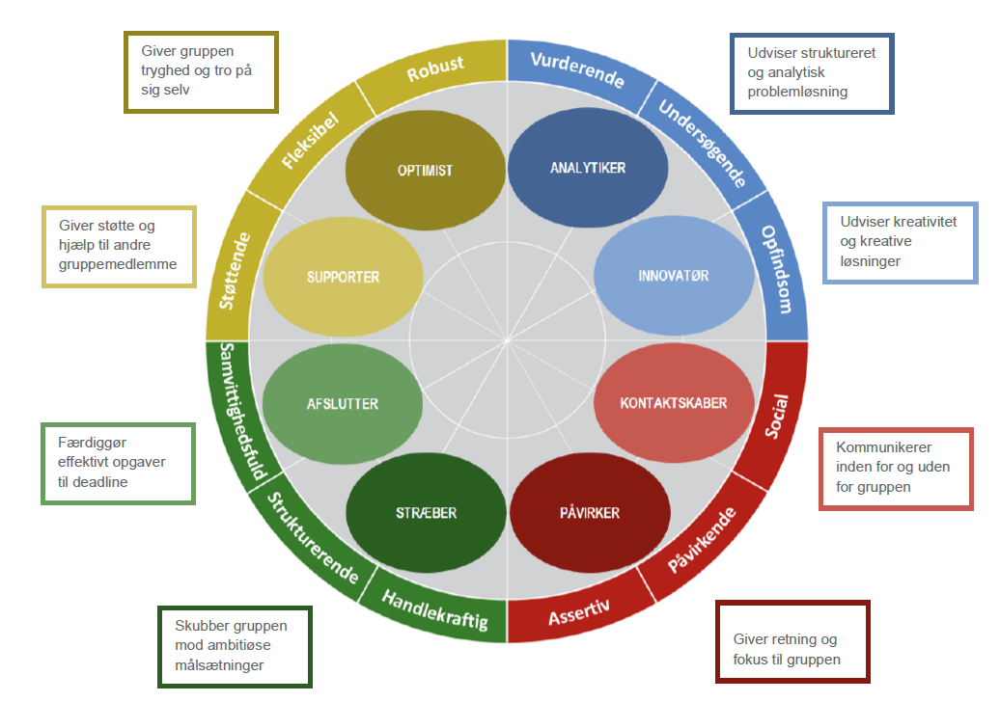 Giver gruppen
tryghed og tro på
sig selv
Udviser struktureret
og analytisk
problemløsning
Robust
Vurderende
Fleksibel
Undersøgende
OPTIMIST
ANALYTIKER
Giver støtte og
hjælp til andre
gruppemedlemme
Støttende
Opfindsom
Udviser kreativitet
og kreative
løsninger
SUPPORTER
INNOVATØR
Samvittighedsfuld
Social
AFSLUTTER
KONTAKTSKABER
Færdiggør
effektivt opgaver
til deadline
Kommunikerer
inden for og uden
for gruppen
STRÆBER
PÅVIRKER
Strukturerende
Påvirkende
Handlekraftig
Assertiv
Skubber gruppen
mod ambitiøse
målsætninger
Giver retning og
fokus til gruppen